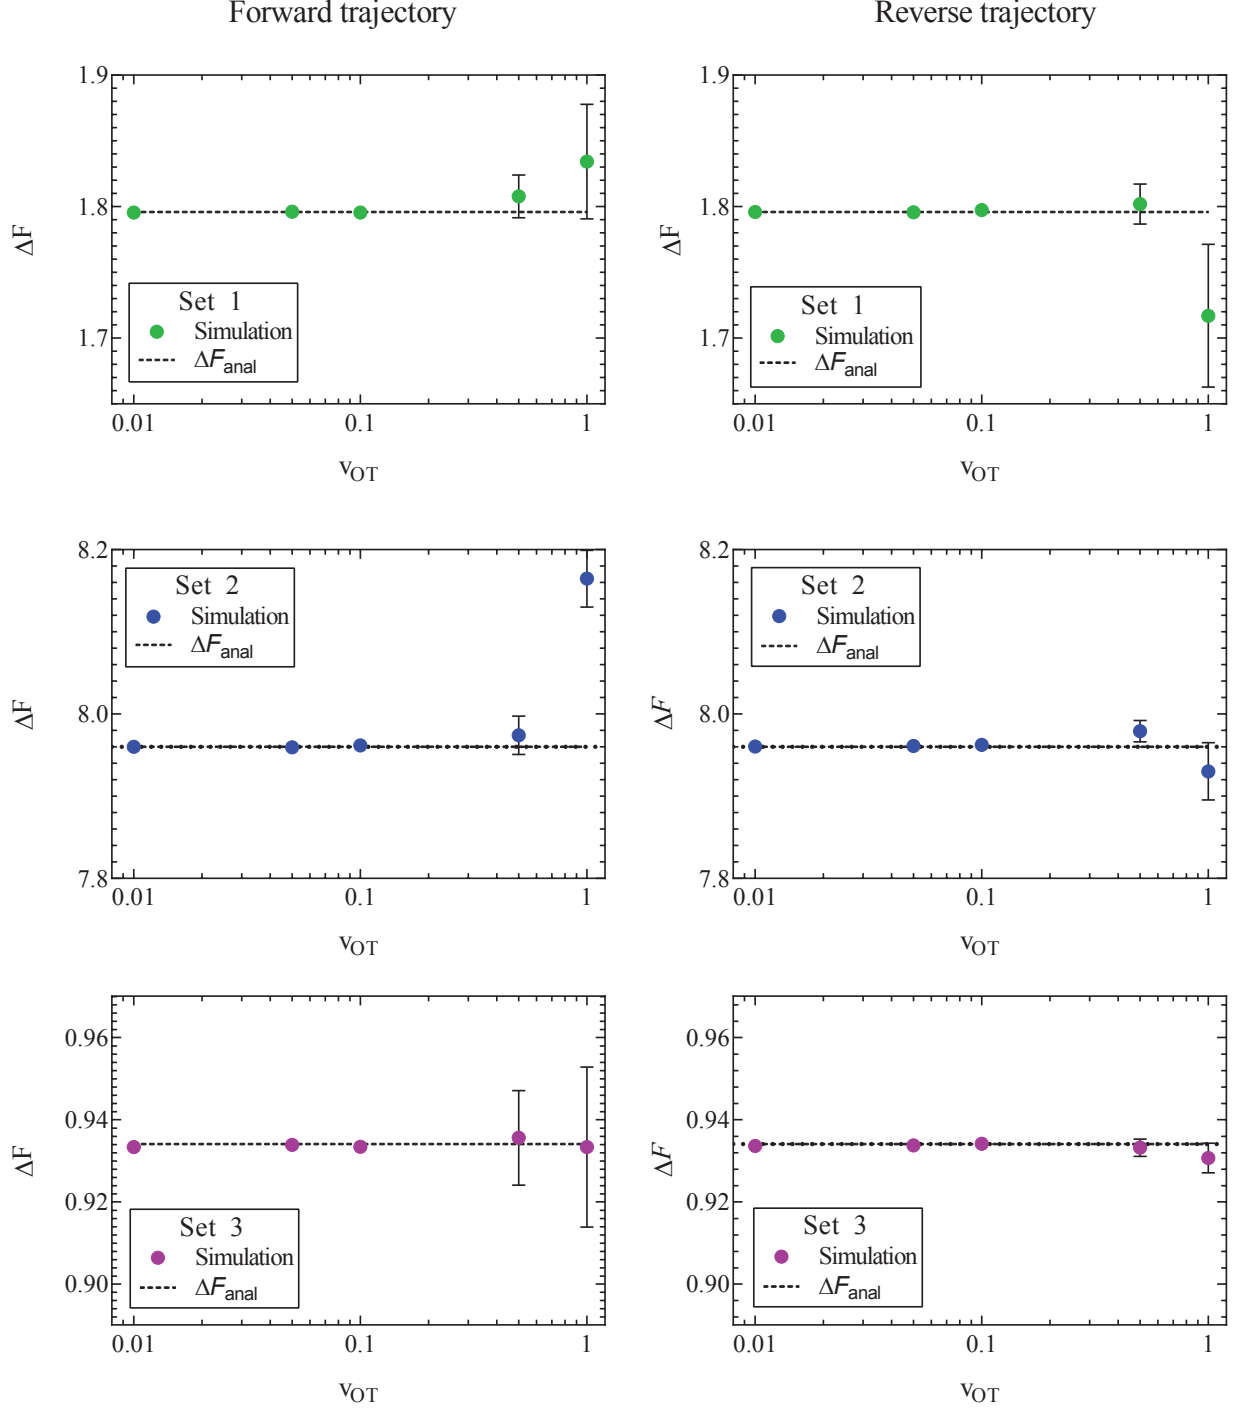 Forward trajectory
Reverse trajectory
1.9
1.8
1.7
ΔF
Set 1
Simulation
ΔFanal
0.01
0.1
1
vOT
1.9
1.8
1.7
ΔF
Set 1
Simulation
ΔFanal
0.01
0.1
1
vOT
8.2
8.0
7.8
ΔF
Set 2
Simulation
ΔFanal
0.01
0.1
1
vOT
8.2
8.0
7.8
ΔF
Set 2
Simulation
ΔFanal
0.01
0.1
1
vOT
0.96
0.94
0.92
0.90
ΔF
Set 3
Simulation
ΔFanal
0.01
0.1
1
vOT
0.96
0.94
0.92
0.90
ΔF
Set 3
Simulation
ΔFanal
0.01
0.1
1
vOT